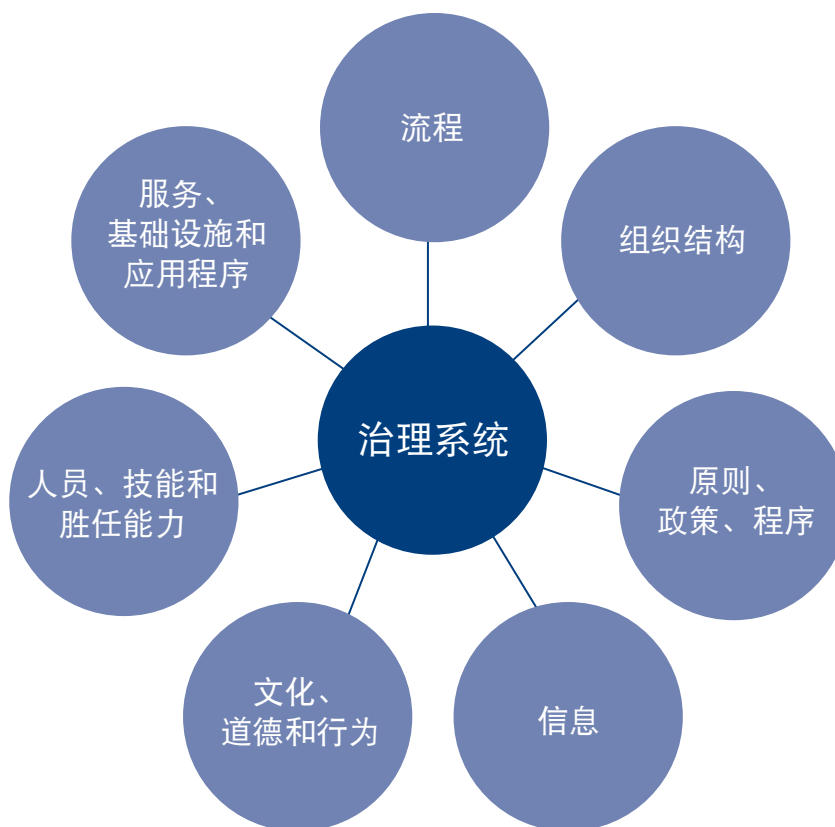 流程
组织结构
原则、
政策、程序
信息
文化、
道德和行为
人员、技能和
胜任能力
服务、
基础设施和
应用程序
治理系统